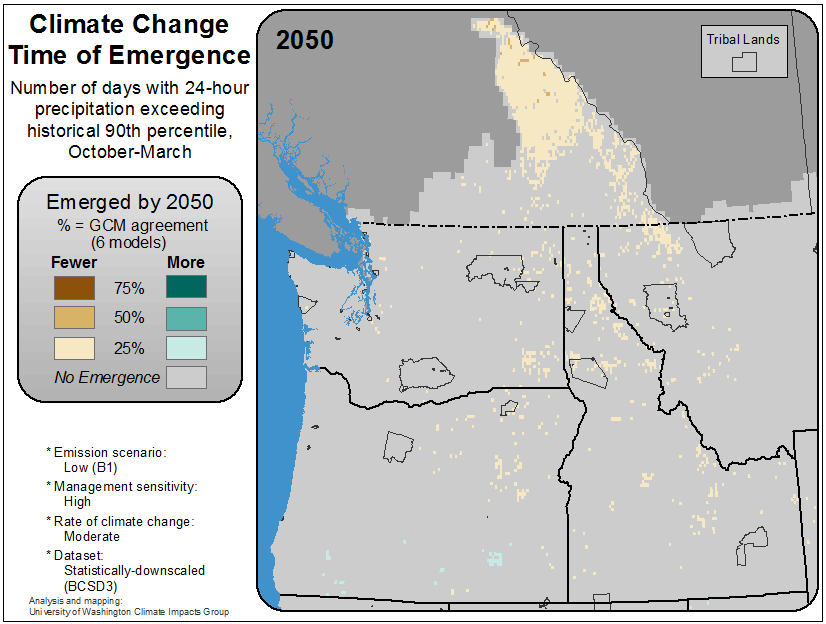 Climate Change
Time of Emergence
Number of days with 24-hour
precipitation exceeding
historical 90th percentile,
October-March
Emerged by 2050
% = GCM agreement
(6 models)
Fewer More
75%
50%
25%
No Emergence
* Emission scenario:
Low (B1)
* Management sensitivity:
High
* Rate of climate change:
Moderate
* Dataset:
Statistically-downscaled
(BCSD3)
Analysis and mapping:
University of Washington Climate Impacts Group
2050
Tribal Lands